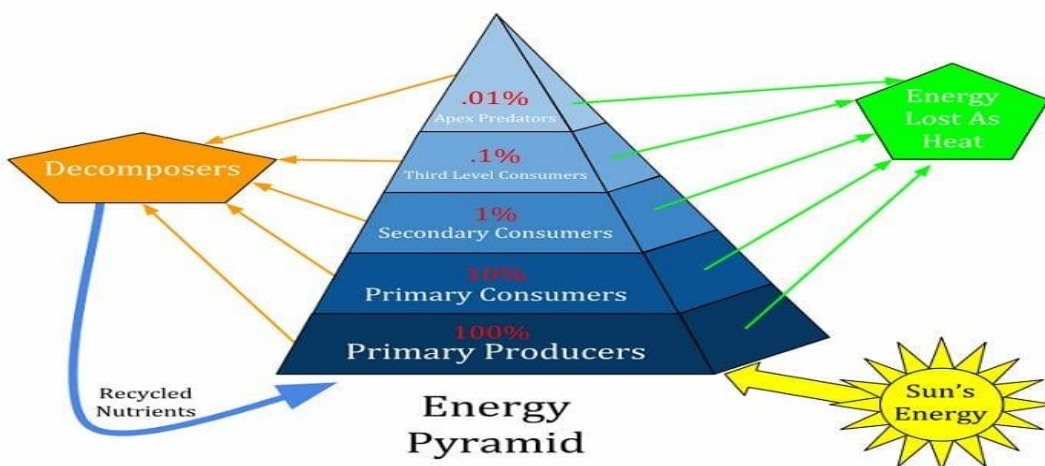 .01%
Apex Predators
.1%
Third Level Consumers
1%
Secondary Consumers
10%
Primary Consumers
100%
Primary Producers
Decomposers
Energy
Lost As
Heat
Recycled
Nutrients
Energy
Pyramid
Sun's
Energy